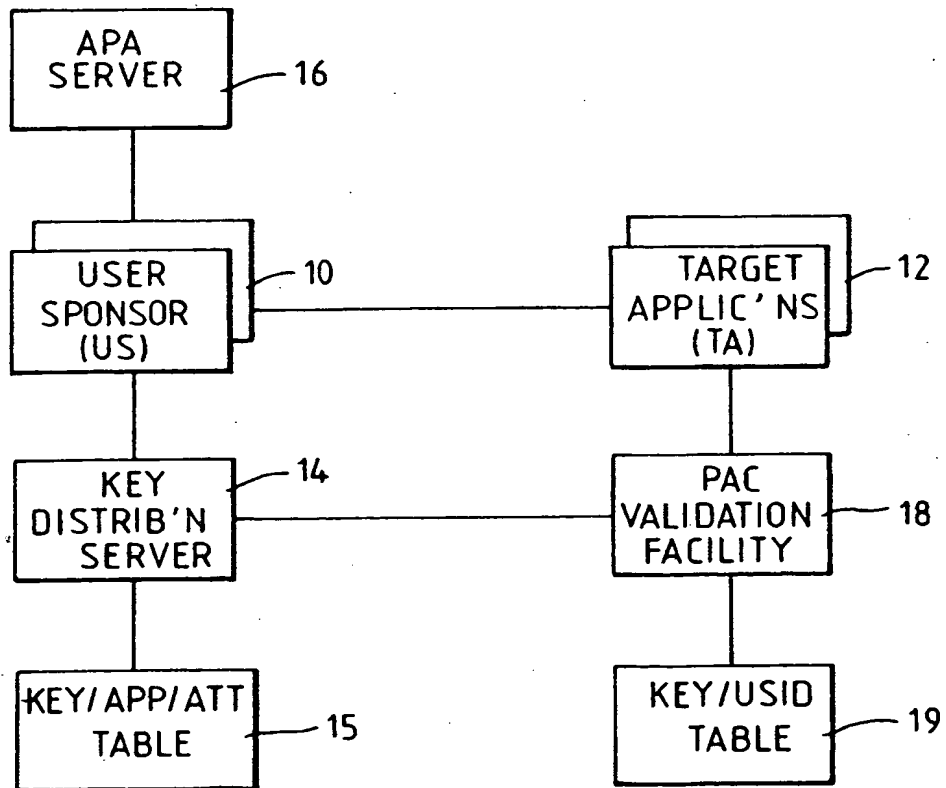 APA
SERVER
16
USER
SPONSOR
(US)
10
TARGET
APPLIC'NS
(TA)
12
KEY
DISTRIB'N
SERVER
14
PAC
VALIDATION
FACILITY
18
KEY/APP/ATT
TABLE
15
KEY/USID
TABLE
19